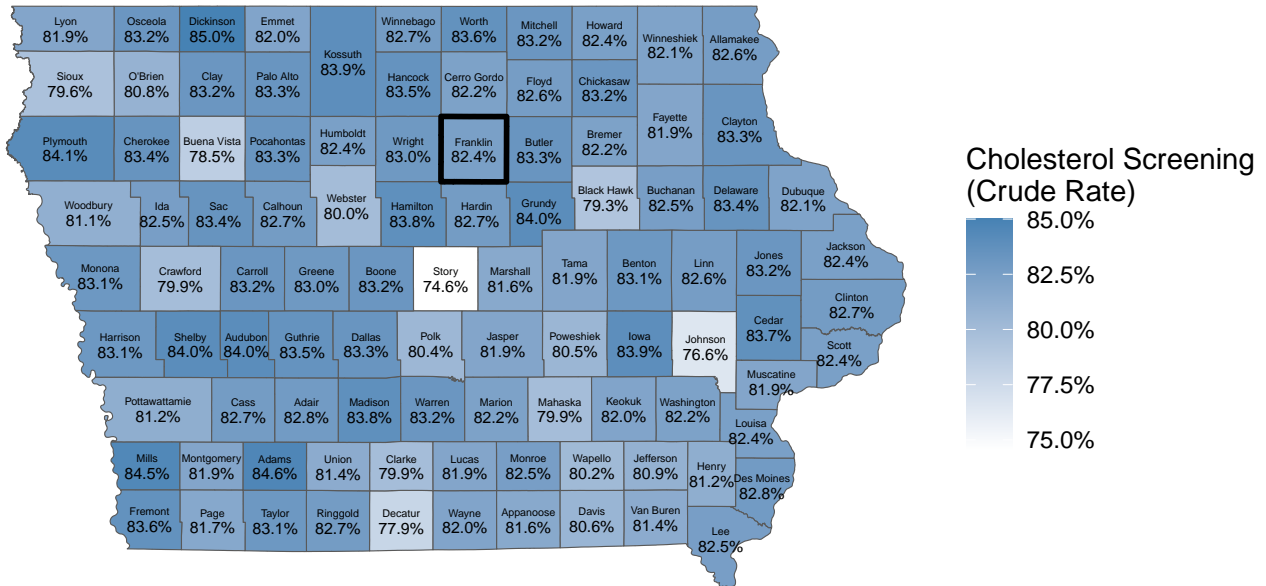 Lyon
81.9%
Osceola
83.2%
Dickinson
85.0%
Emmet
82.0%
Winnebago
82.7%
Worth
83.6%
Mitchell
83.2%
Howard
82.4%
Winneshiek
82.1%
Allamakee
82.6%
Kossuth
83.9%
Sioux
79.6%
O'Brien
80.8%
Clay
83.2%
Palo Alto
83.3%
Hancock
83.5%
Cerro Gordo
82.2%
Floyd
82.6%
Chickasaw
83.2%
Fayette
81.9%
Clayton
83.3%
Plymouth
84.1%
Cherokee
83.4%
Buena Vista
78.5%
Pocahontas
83.3%
Humboldt
82.4%
Wright
83.0%
Franklin
82.4%
Butler
83.3%
Bremer
82.2%
Woodbury
81.1%
Ida
82.5%
Sac
83.4%
Calhoun
82.7%
Webster
80.0%
Hamilton
83.8%
Hardin
82.7%
Grundy
84.0%
Black Hawk
79.3%
Buchanan
82.5%
Delaware
83.4%
Dubuque
82.1%
Monona
83.1%
Crawford
79.9%
Carroll
83.2%
Greene
83.0%
Boone
83.2%
Story
74.6%
Marshall
81.6%
Tama
81.9%
Benton
83.1%
Linn
82.6%
Jones
83.2%
Jackson
82.4%
Clinton
82.7%
Harrison
83.1%
Shelby
84.0%
Audubon
84.0%
Guthrie
83.5%
Dallas
83.3%
Polk
80.4%
Jasper
81.9%
Poweshiek
80.5%
Iowa
83.9%
Johnson
76.6%
Cedar
83.7%
Scott
82.4%
Muscatine
81.9%
Pottawattamie
81.2%
Cass
82.7%
Adair
82.8%
Madison
83.8%
Warren
83.2%
Marion
82.2%
Mahaska
79.9%
Keokuk
82.0%
Washington
82.2%
Louisa
82.4%
Mills
84.5%
Montgomery
81.9%
Adams
84.6%
Union
81.4%
Clarke
79.9%
Lucas
81.9%
Monroe
82.5%
Wapello
80.2%
Jefferson
80.9%
Henry
81.2%
Des Moines
82.8%
Fremont
83.6%
Page
81.7%
Taylor
83.1%
Ringgold
82.7%
Decatur
77.9%
Wayne
82.0%
Appanoose
81.6%
Davis
80.6%
Van Buren
81.4%
Lee
82.5%
Cholesterol Screening
(Crude Rate)
85.0%
82.5%
80.0%
77.5%
75.0%